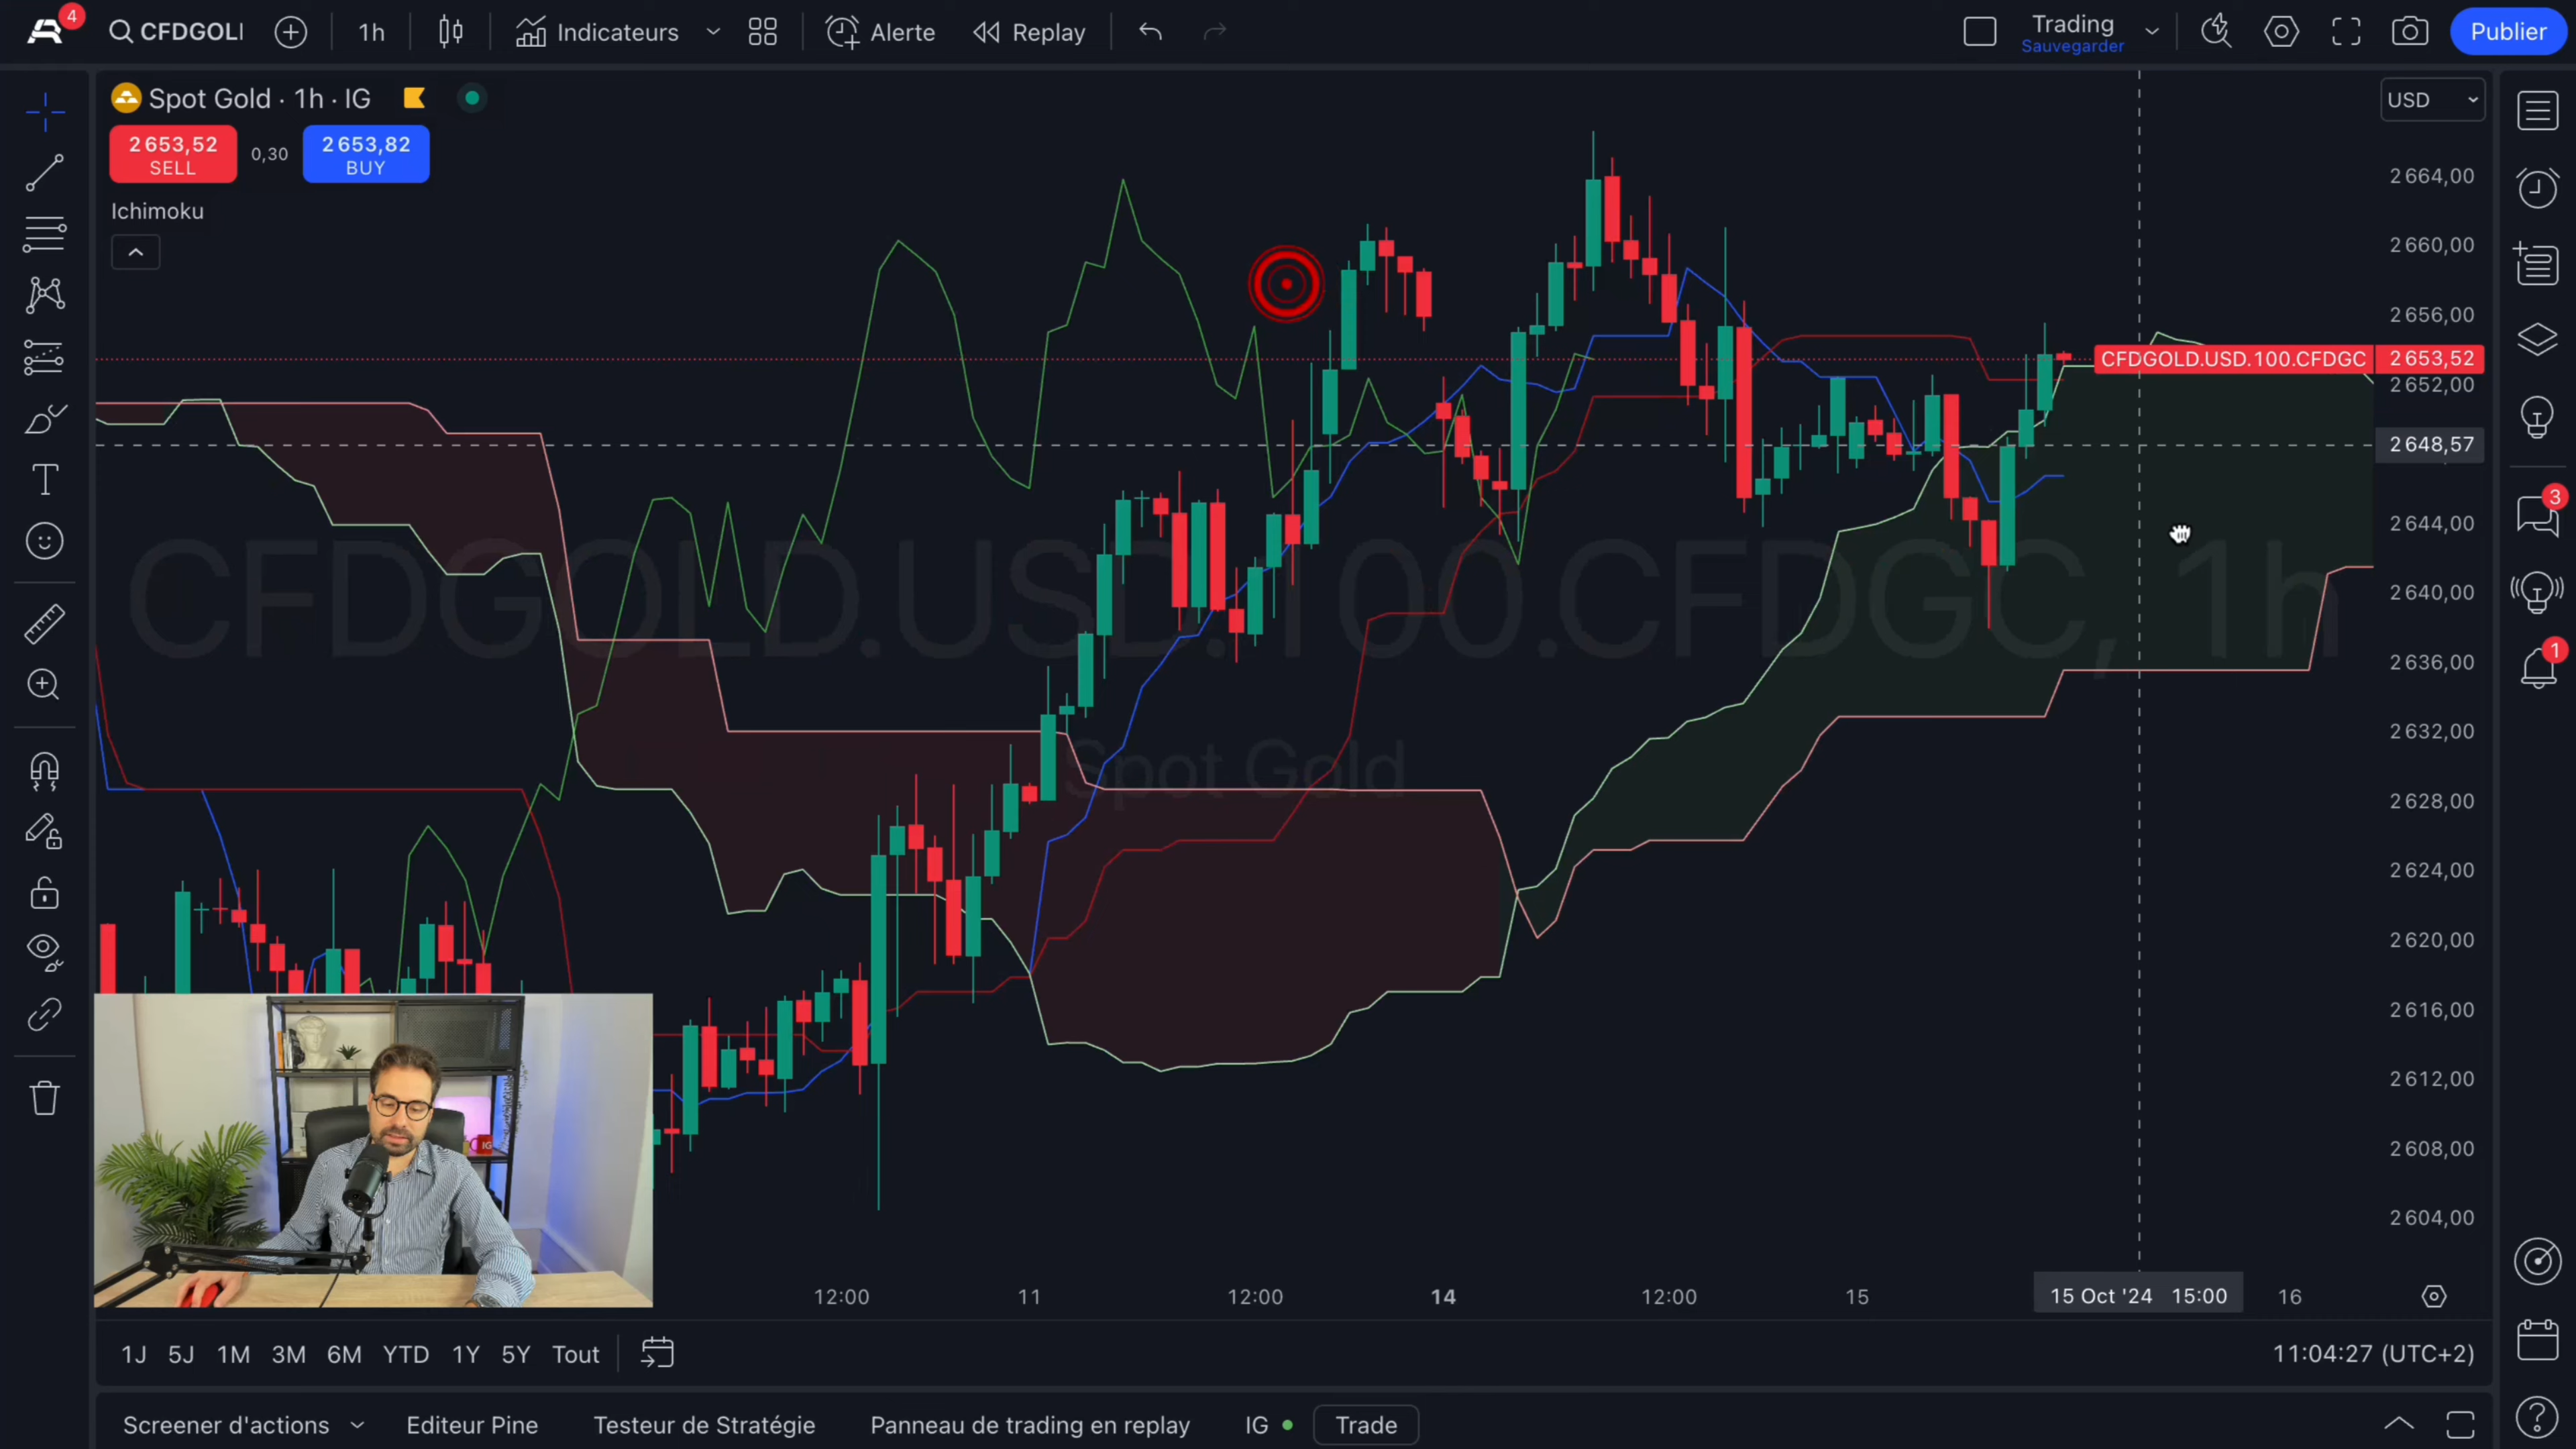 4
CFDGOLI
1h
Indicateurs
Alerte
Replay
Trading
Sauvegarder
Publier
Spot Gold · 1h · IG
USD
2 653,52
SELL
0,30
2 653,82
BUY
Ichimoku
2 664,00
2 660,00
2 656,00
CFDGOLD.USD.100.CFDGC
2 653,52
2 652,00
2 648,57
2 644,00
2 640,00
2 636,00
2 632,00
2 628,00
2 624,00
2 620,00
2 616,00
2 612,00
2 608,00
2 604,00
CFDGOLD.USD.100.CFDGC, 1h
Spot Gold
3
1
IG
12:00
11
12:00
14
12:00
15
15 Oct '24 15:00
16
1J
5J
1M
3M
6M
YTD
1Y
5Y
Tout
11:04:27 (UTC+2)
Screener d'actions
Editeur Pine
Testeur de Stratégie
Panneau de trading en replay
IG
Trade